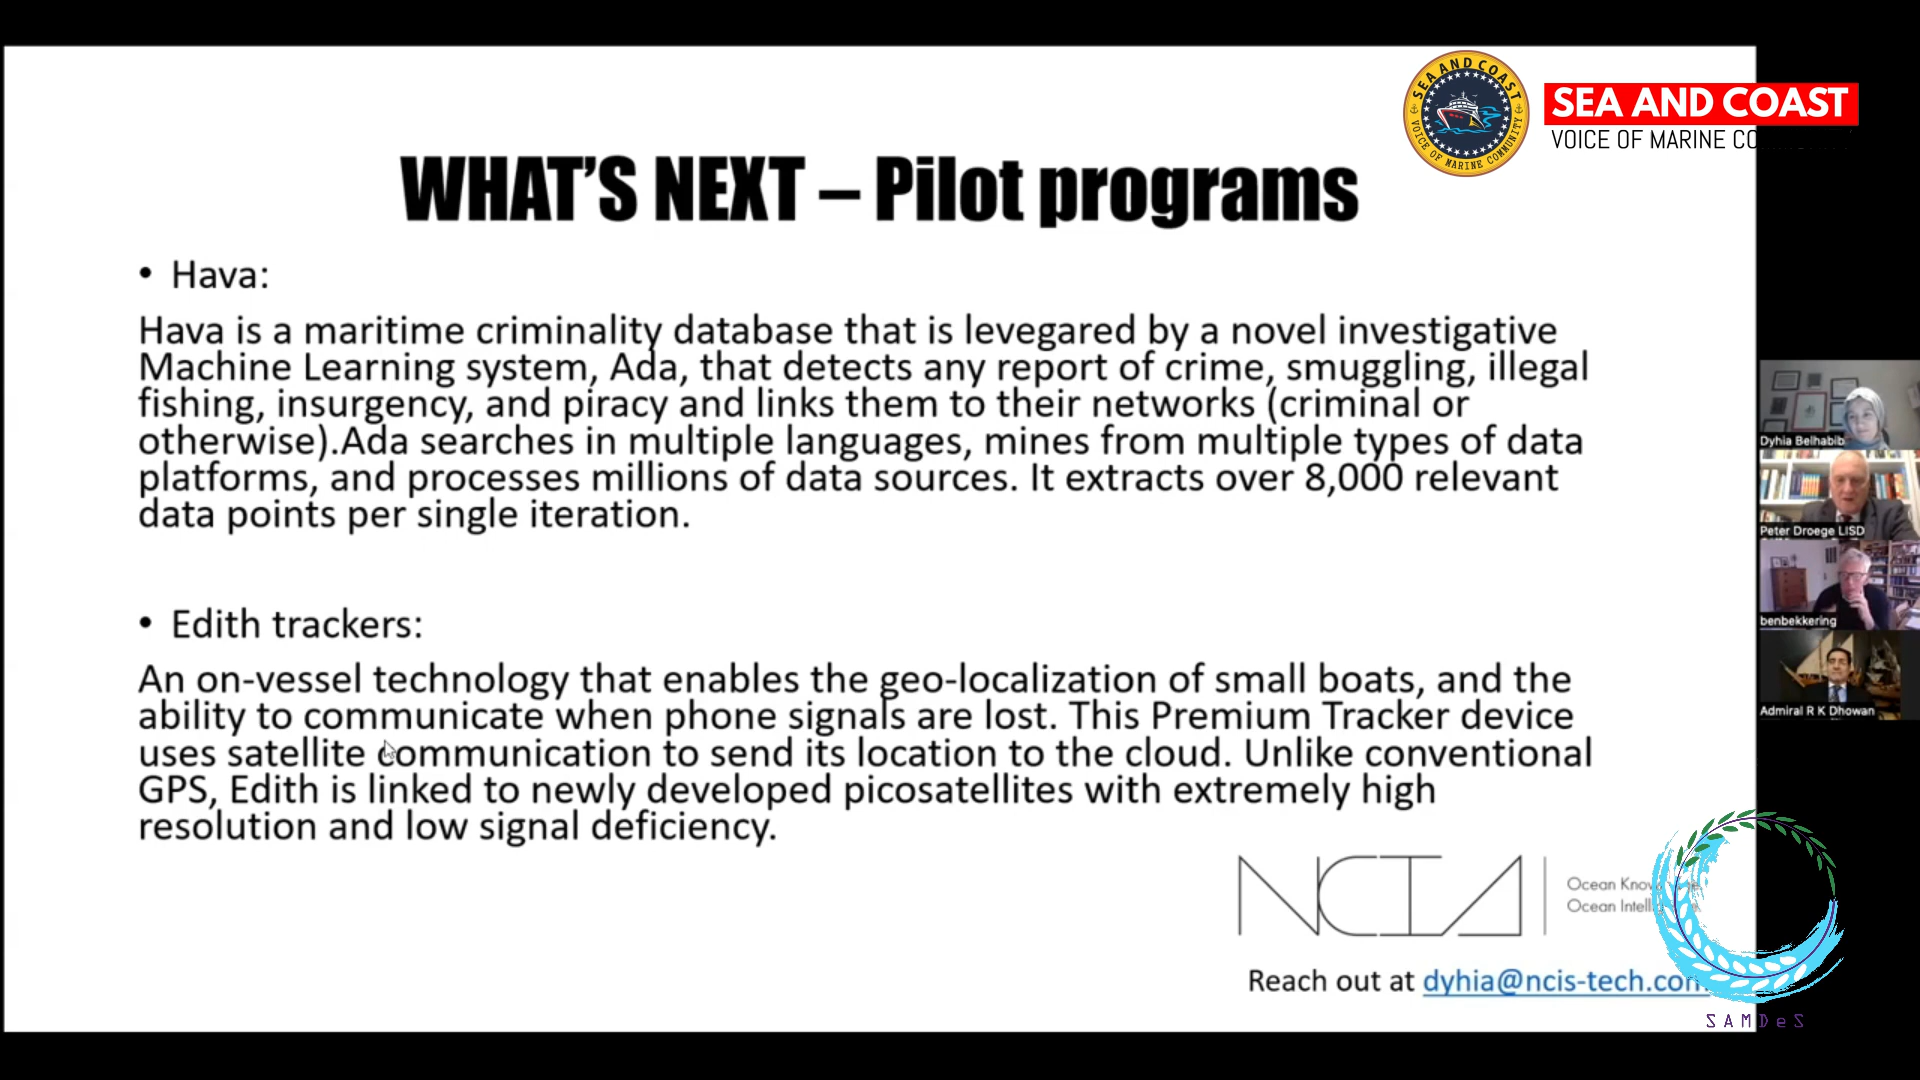 SEA AND COAST
VOICE OF MARINE COMMUNITY
SEA AND COAST
VOICE OF MARINE
WHAT'S NEXT – Pilot programs
• Hava:
Hava is a maritime criminality database that is levegared by a novel investigative
Machine Learning system, Ada, that detects any report of crime, smuggling, illegal
fishing, insurgency, and piracy and links them to their networks (criminal or
otherwise).Ada searches in multiple languages, mines from multiple types of data
platforms, and processes millions of data sources. It extracts over 8,000 relevant
data points per single iteration.
• Edith trackers:
An on-vessel technology that enables the geo-localization of small boats, and the
ability to communicate when phone signals are lost. This Premium Tracker device
uses satellite communication to send its location to the cloud. Unlike conventional
GPS, Edith is linked to newly developed picosatellites with extremely high
resolution and low signal deficiency.
Dyhia Belhabib
Peter Droege LISD
benbekkering
Admiral R K Dhowan
Ocean
Ocean
Reach out at dyhia@ncis-tech.com
SAMDeS